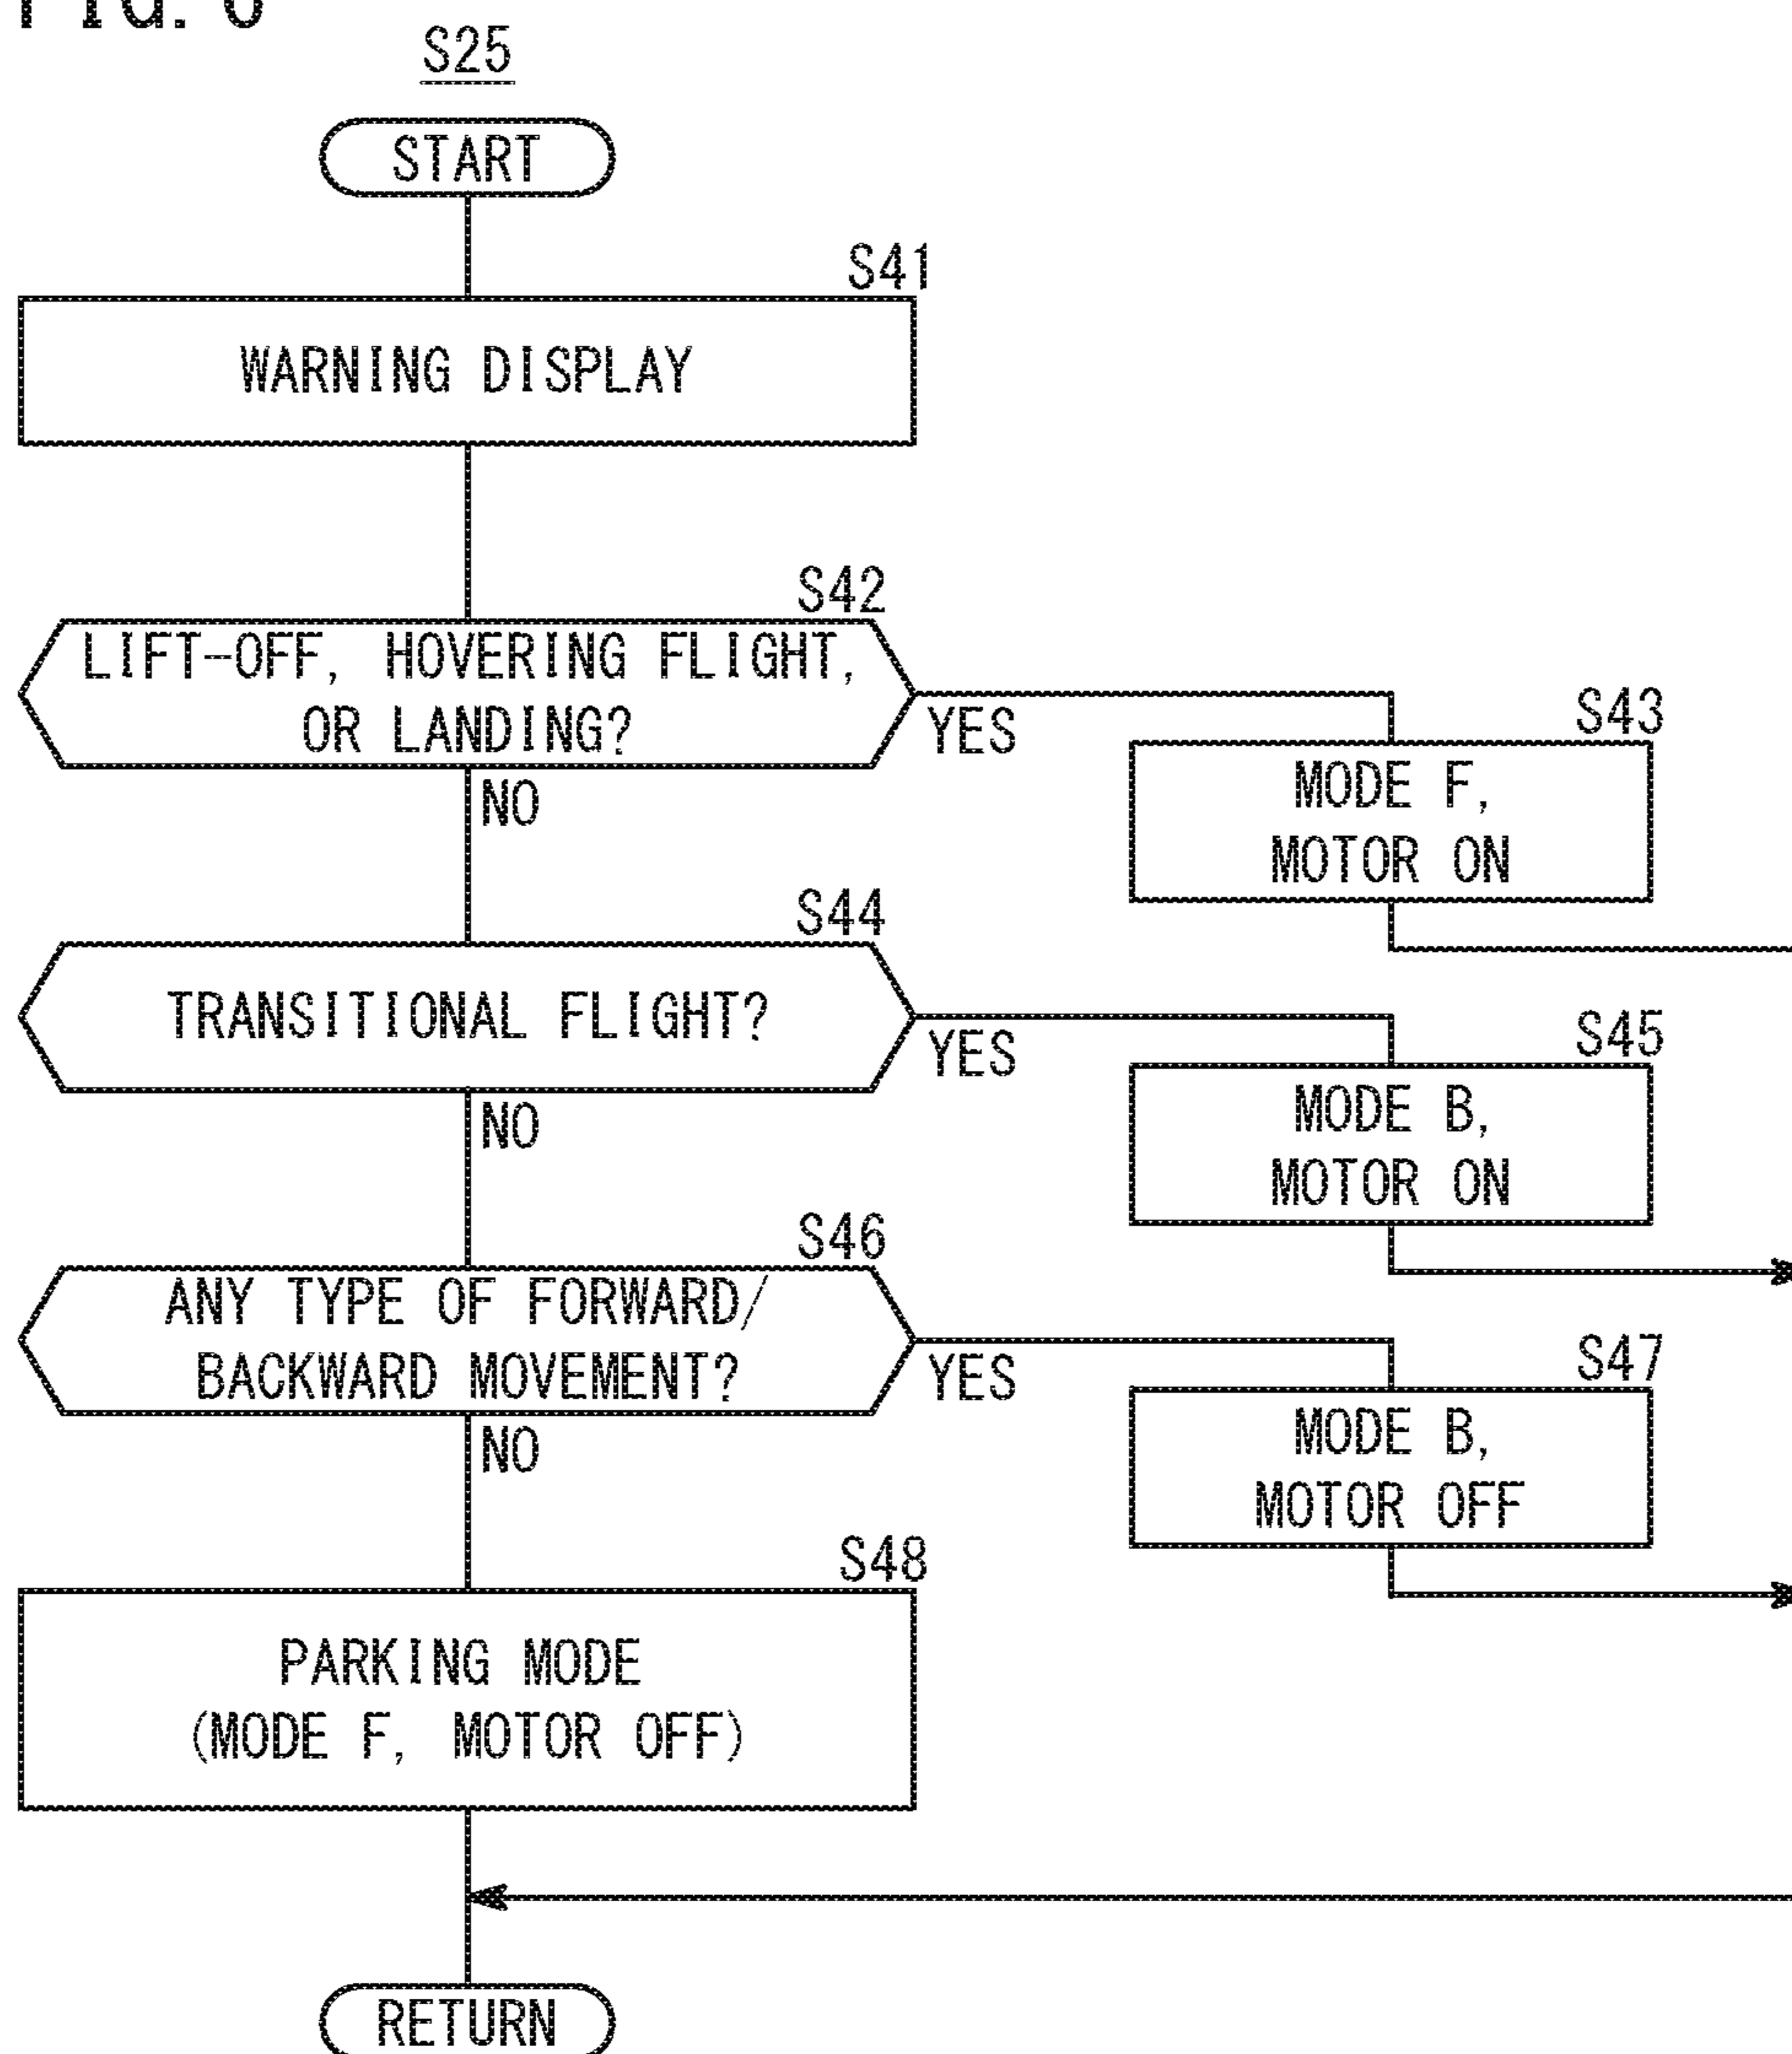 S25
START
S41
WARNING DISPLAY
S42
LIFT-OFF, HOVERING FLIGHT,
OR LANDING?
YES
NO
S43
MODE F,
MOTOR ON
S44
TRANSITIONAL FLIGHT?
YES
NO
S45
MODE B,
MOTOR ON
S46
ANY TYPE OF FORWARD/
BACKWARD MOVEMENT?
YES
NO
S47
MODE B,
MOTOR OFF
S48
PARKING MODE
(MODE F, MOTOR OFF)
RETURN